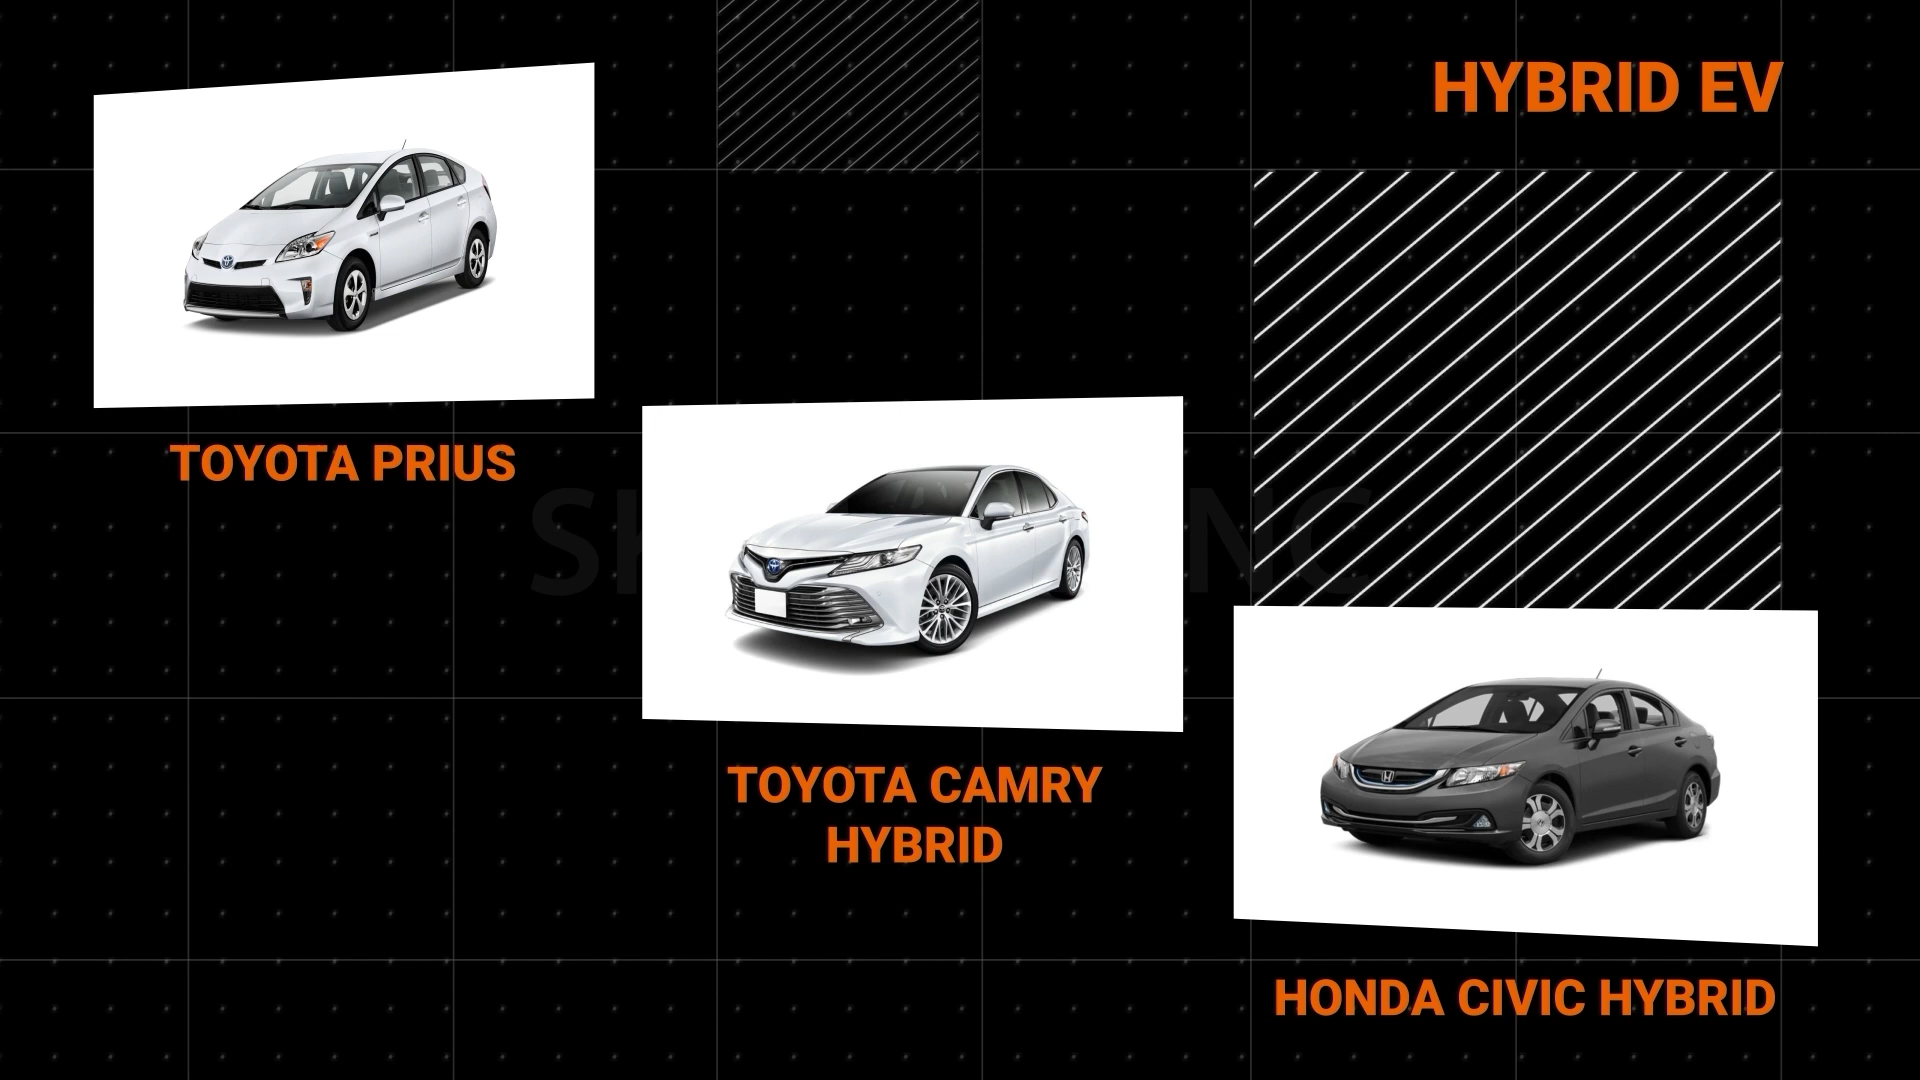 HYBRID EV
TOYOTA PRIUS
TOYOTA CAMRY
HYBRID
HONDA CIVIC HYBRID